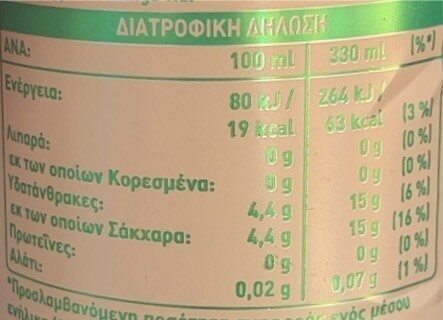 ΔΙΑΤΡΟΦΙΚΗ ΔΗΛΩΣΗ
ΑΝΑ: 100 ml 330 ml (%*)
Ενέργεια: 80 kJ / 264 kJ /
19 kcal 63 kcal (3%)
Λιπαρά: 0 g 0 g (0%)
εκ των οποίων Κορεσμένα: 0 g 0 g (0%)
Υδατάνθρακες: 4,4 g 15 g (6%)
εκ των οποίων Σάκχαρα: 4,4 g 15 g (16%)
Πρωτεΐνες: 0 g 0 g (0%)
Αλάτι: 0,02 g 0,07 g (1%)
*Προσλαμβανόμενη ενός μέσου